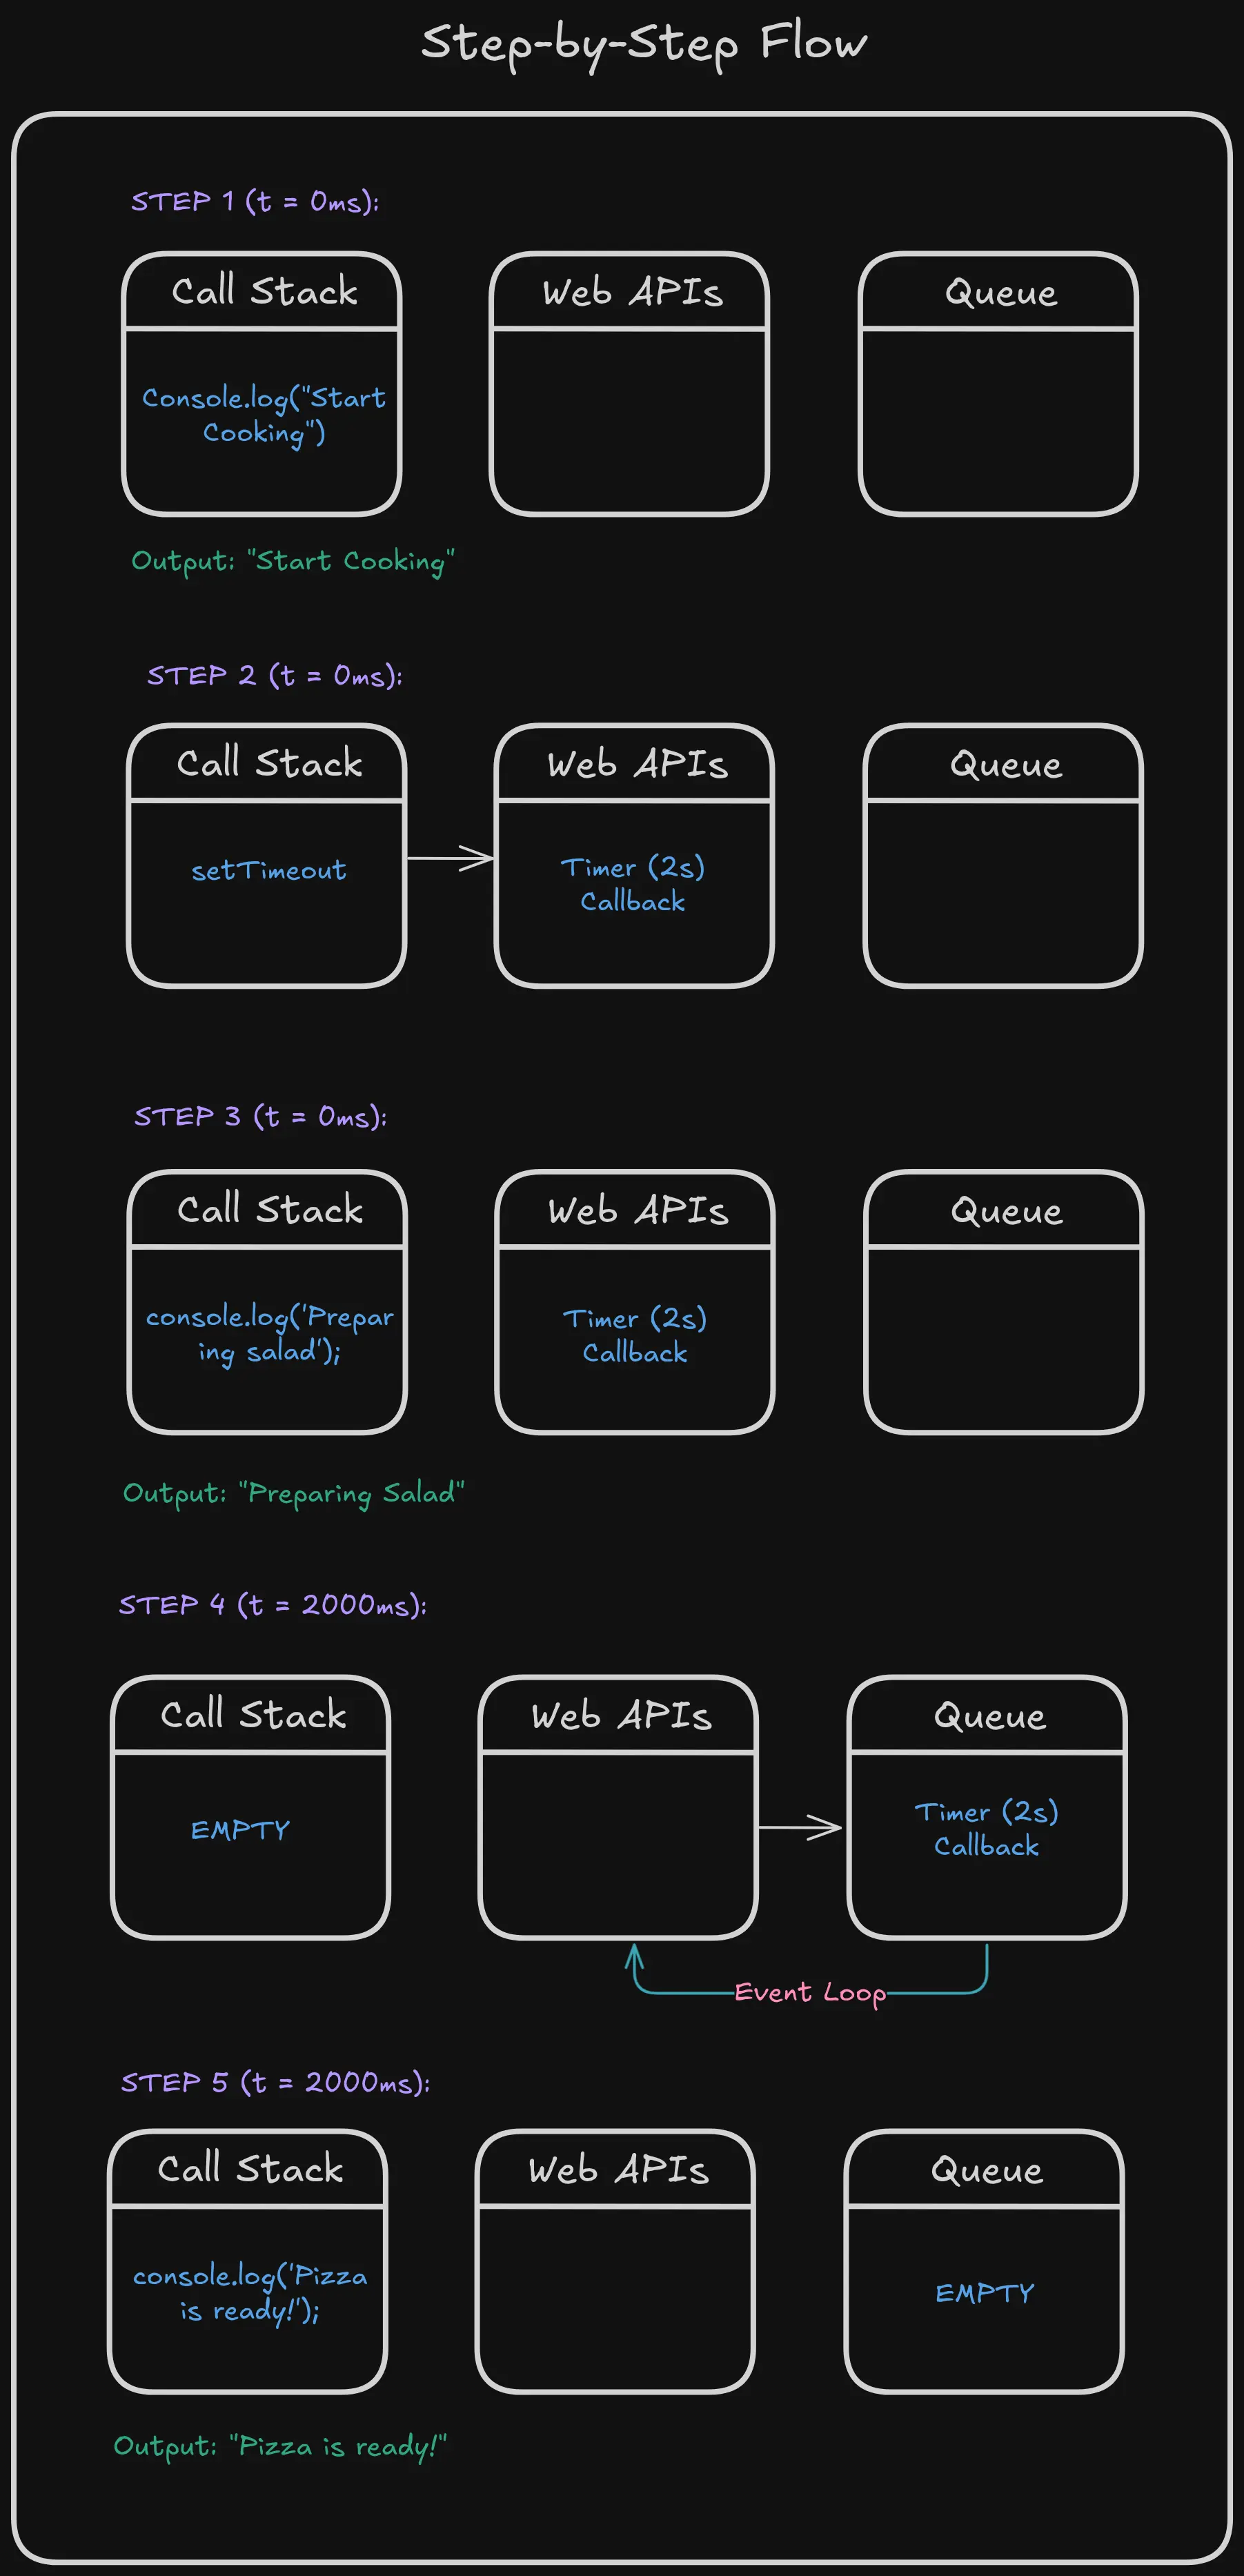 Step-by-Step Flow
STEP 1 (t = 0ms):
Call Stack
Web APIs
Queue
Console.log("Start
Cooking")
Output: "Start Cooking"
STEP 2 (t = 0ms):
Call Stack
Web APIs
Queue
setTimeout
Timer (2s)
Callback
STEP 3 (t = 0ms):
Call Stack
Web APIs
Queue
console.log('Prepar
ing salad');
Timer (2s)
Callback
Output: "Preparing Salad"
STEP 4 (t = 2000ms):
Call Stack
Web APIs
Queue
EMPTY
Timer (2s)
Callback
Event Loop
STEP 5 (t = 2000ms):
Call Stack
Web APIs
Queue
console.log('Pizza
is ready!');
EMPTY
Output: "Pizza is ready!"